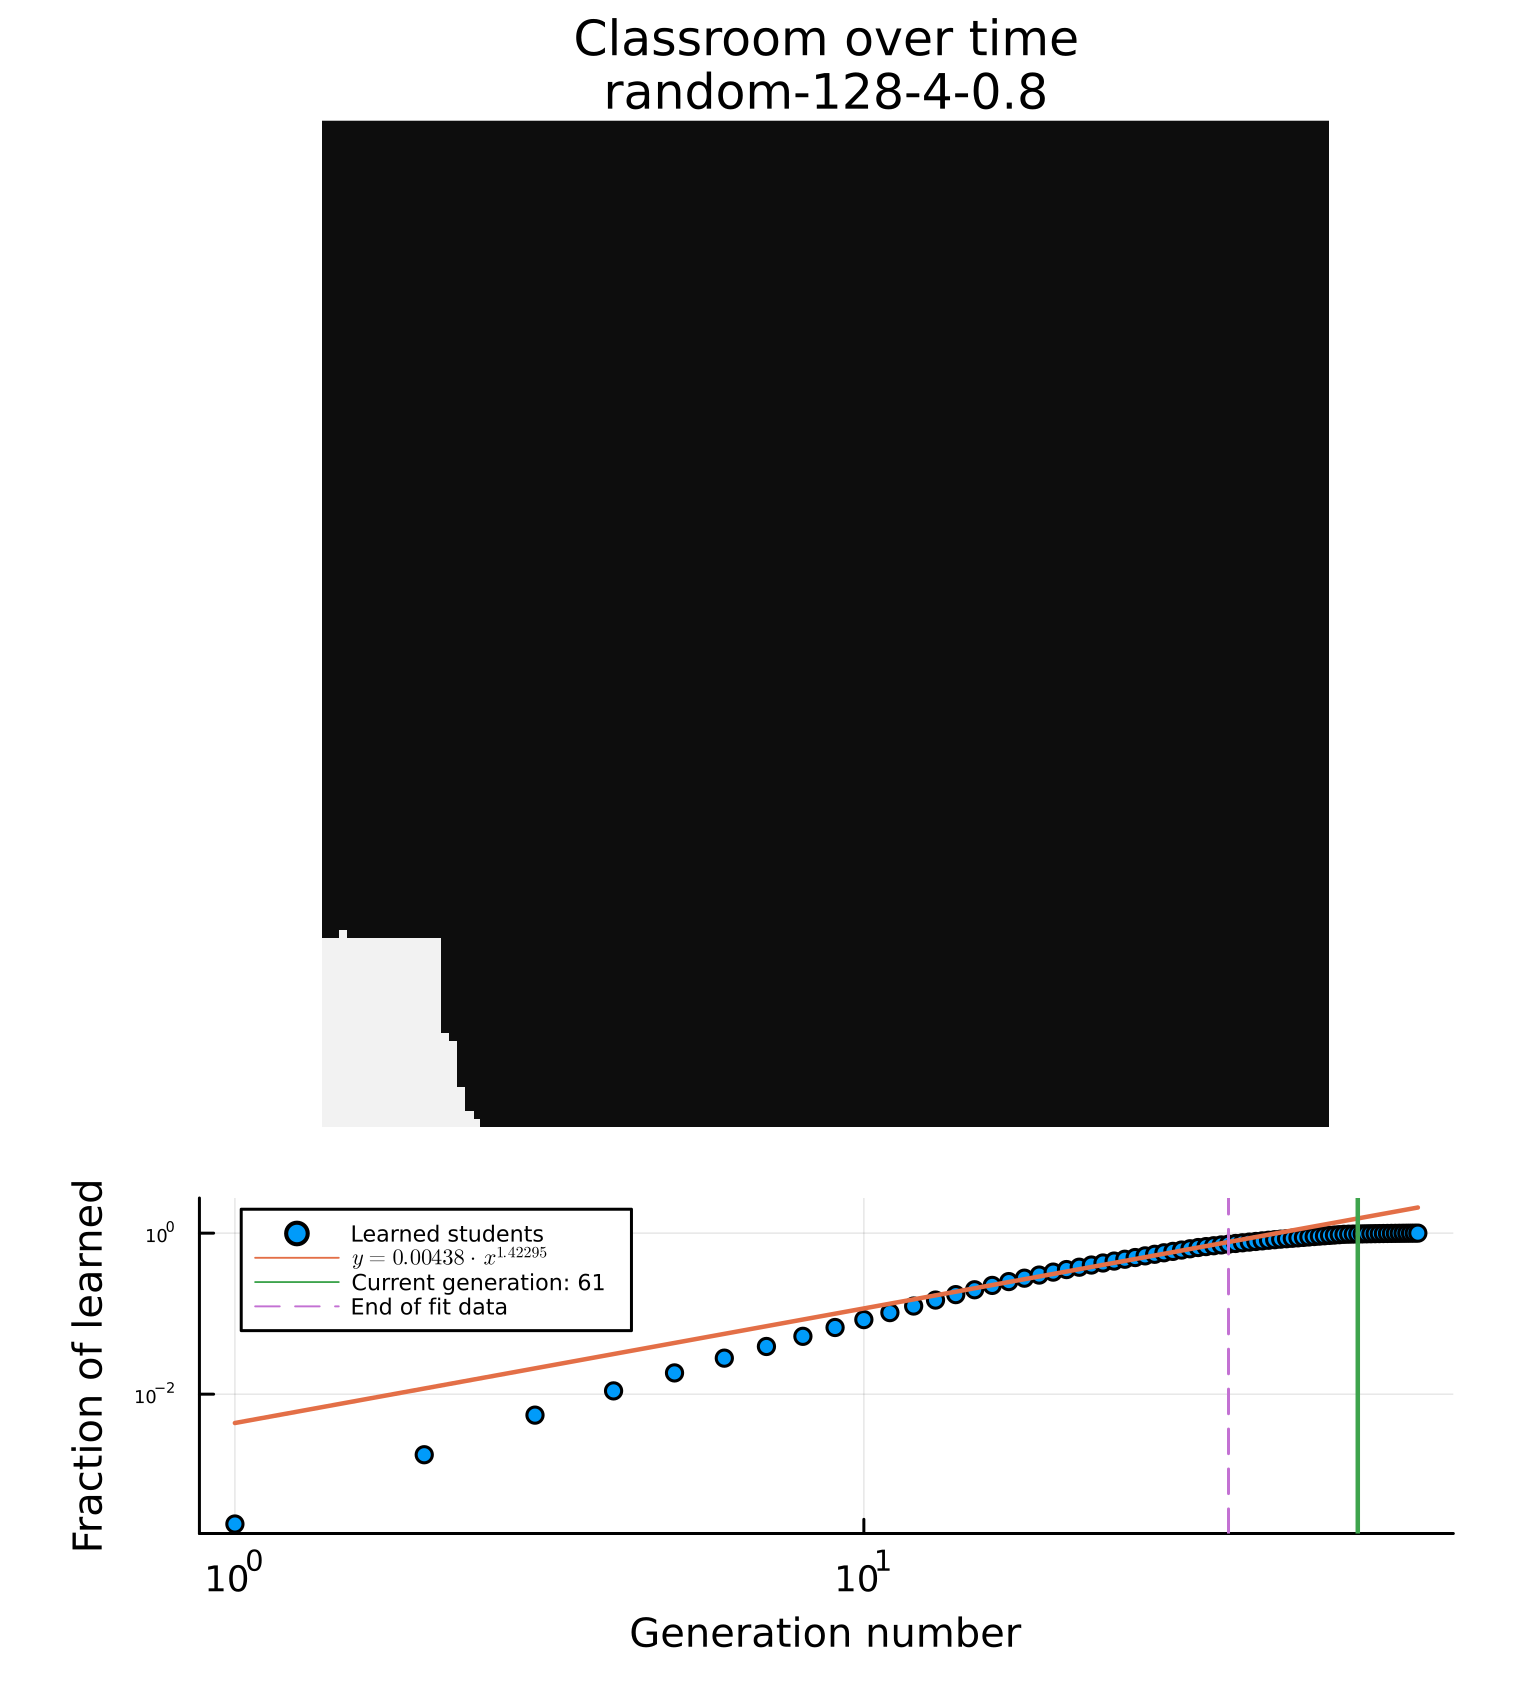 Classroom over time
random-128-4-0.8
Fraction of learned
10^0
10^-2
Learned students
y = 0.00438 · x^1.42295
Current generation: 61
End of fit data
10^0
10^1
Generation number